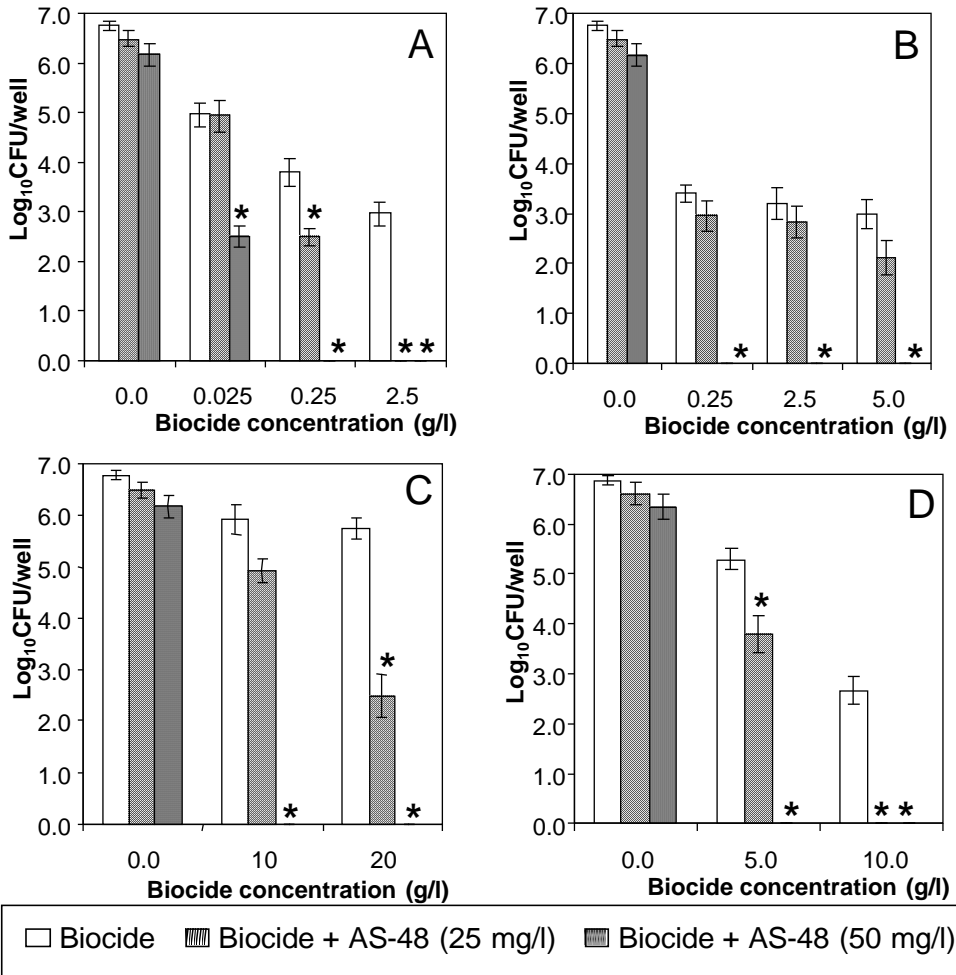 A
Log₁₀CFU/well
7.0
6.0
5.0
4.0
3.0
2.0
1.0
0.0
*
*
*
* *
0.0 0.025 0.25 2.5
Biocide concentration (g/l)
B
Log₁₀CFU/well
7.0
6.0
5.0
4.0
3.0
2.0
1.0
0.0
* * *
0.0 0.25 2.5 5.0
Biocide concentration (g/l)
C
Log₁₀CFU/well
7.0
6.0
5.0
4.0
3.0
2.0
1.0
0.0
*
* *
0.0 10 20
Biocide concentration (g/l)
D
Log₁₀CFU/well
7.0
6.0
5.0
4.0
3.0
2.0
1.0
0.0
*
* * *
0.0 5.0 10.0
Biocide concentration (g/l)
Biocide Biocide + AS-48 (25 mg/l) Biocide + AS-48 (50 mg/l)